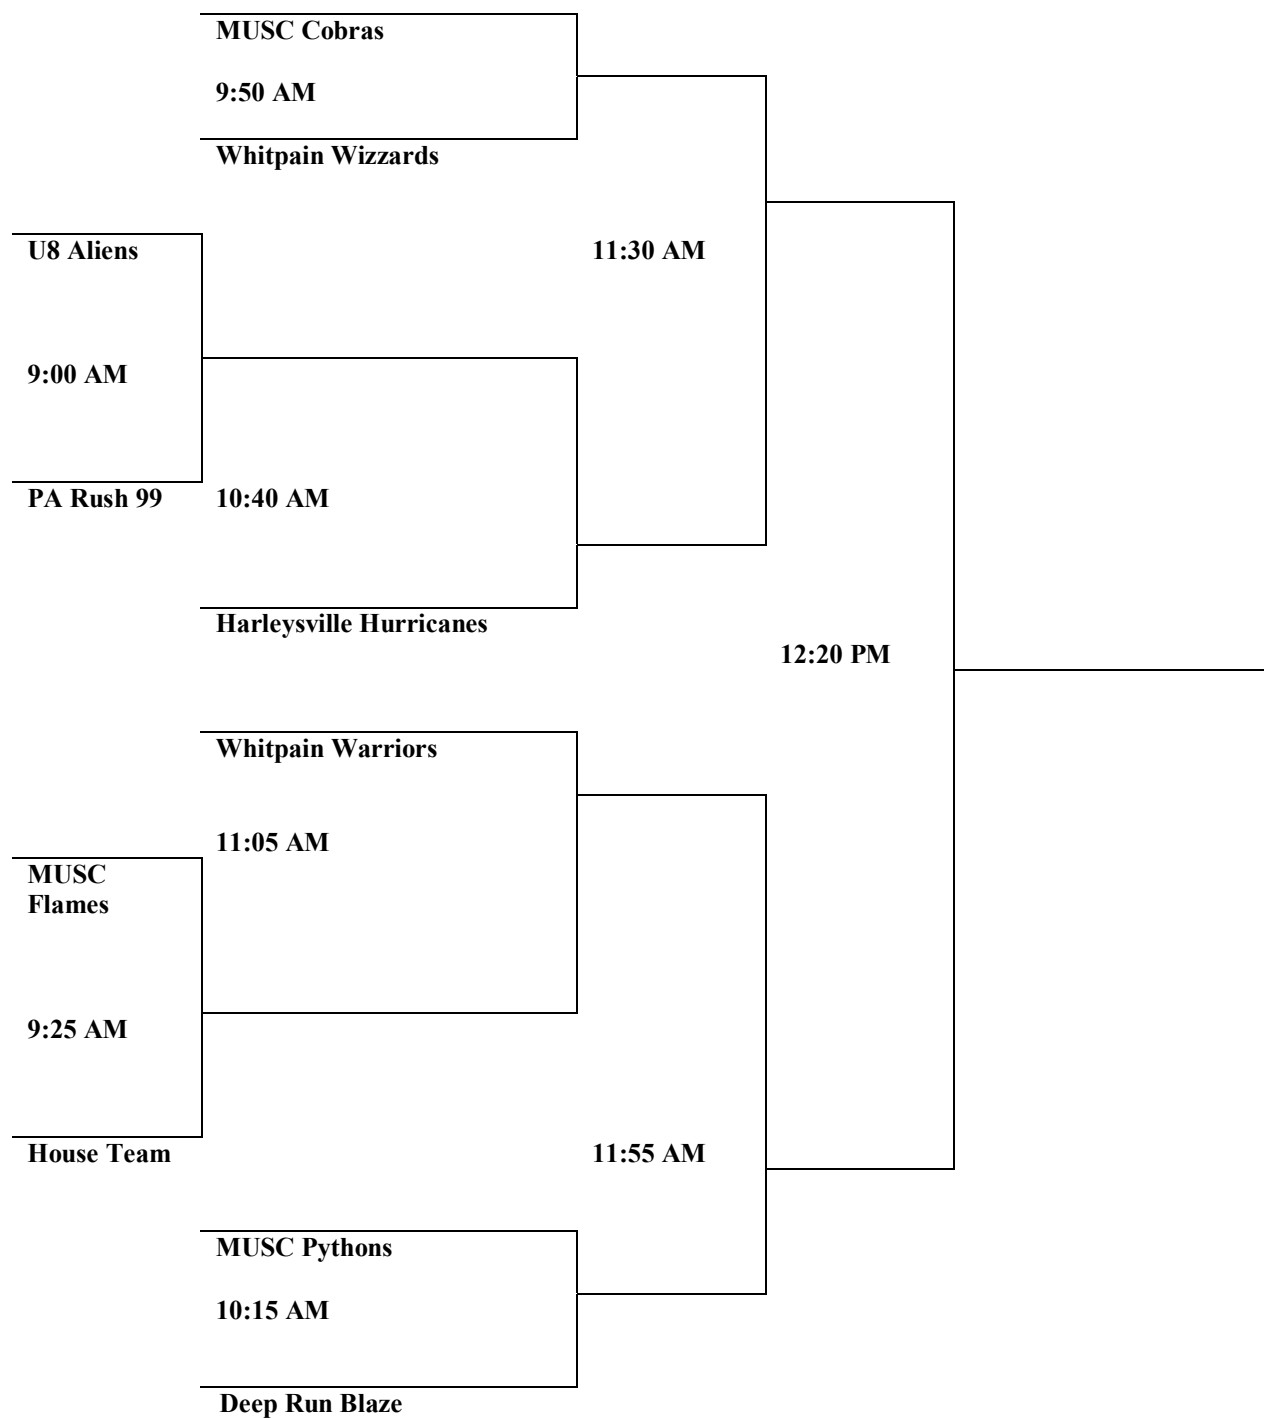 MUSC Cobras
9:50 AM
Whitpain Wizzards
U8 Aliens
11:30 AM
9:00 AM
PA Rush 99
10:40 AM
Harleysville Hurricanes
12:20 PM
Whitpain Warriors
11:05 AM
MUSC
Flames
9:25 AM
House Team
11:55 AM
MUSC Pythons
10:15 AM
Deep Run Blaze